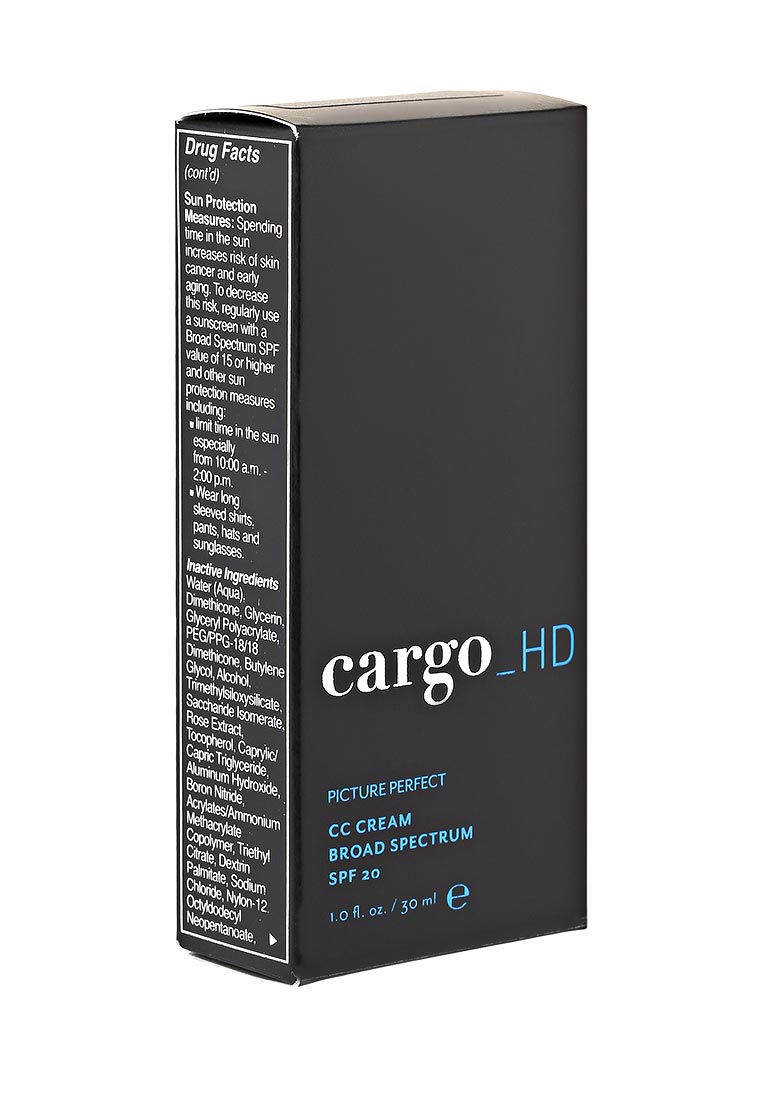 Drug Facts
(cont'd)
Sun Protection
Measures: Spending
time in the sun
increases risk of skin
cancer and early
aging. To decrease
this risk, regularly use
a sunscreen with a
Broad Spectrum SPF
value of 15 or higher
and other sun
protection measures
including:
▪ limit time in the sun
especially
from 10:00 a.m. -
2:00 p.m.
▪ Wear long
sleeved shirts,
pants, hats and
sunglasses.
Inactive Ingredients
Water (Aqua),
Dimethicone, Glycerin,
Glyceryl Polyacrylate,
PEG/PPG-18/18
Dimethicone, Butylene
Glycol, Alcohol,
Trimethylsiloxysilicate,
Saccharide Isomerate,
Rose Extract,
Tocopherol, Caprylic/
Capric Triglyceride,
Aluminum Hydroxide,
Boron Nitride,
Acrylates/Ammonium
Methacrylate
Copolymer, Triethyl
Citrate, Dextrin
Palmitate, Sodium
Chloride, Nylon-12,
Octyldodecyl
Neopentanoate,
cargo_HD
PICTURE PERFECT
CC CREAM
BROAD SPECTRUM
SPF 20
1.0 fl. oz. / 30 ml ℮